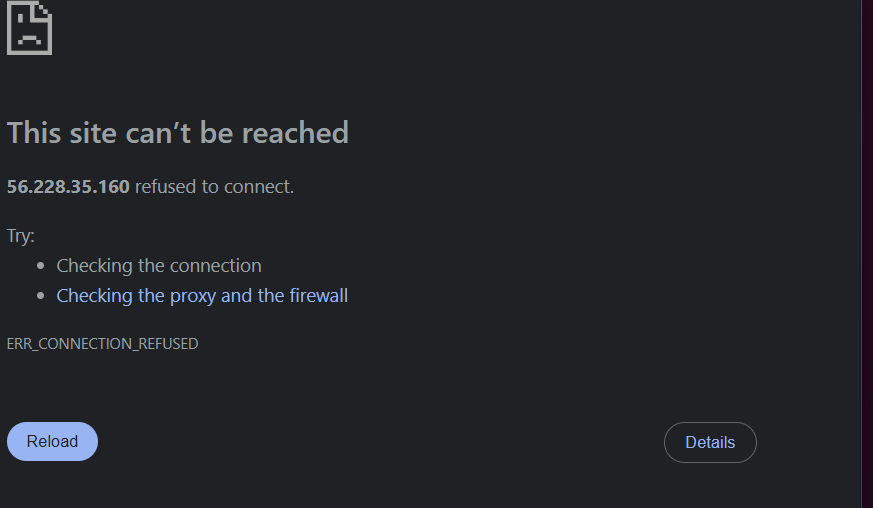 This site can’t be reached
56.228.35.160 refused to connect.
Try:
Checking the connection
Checking the proxy and the firewall
ERR_CONNECTION_REFUSED
Reload
Details